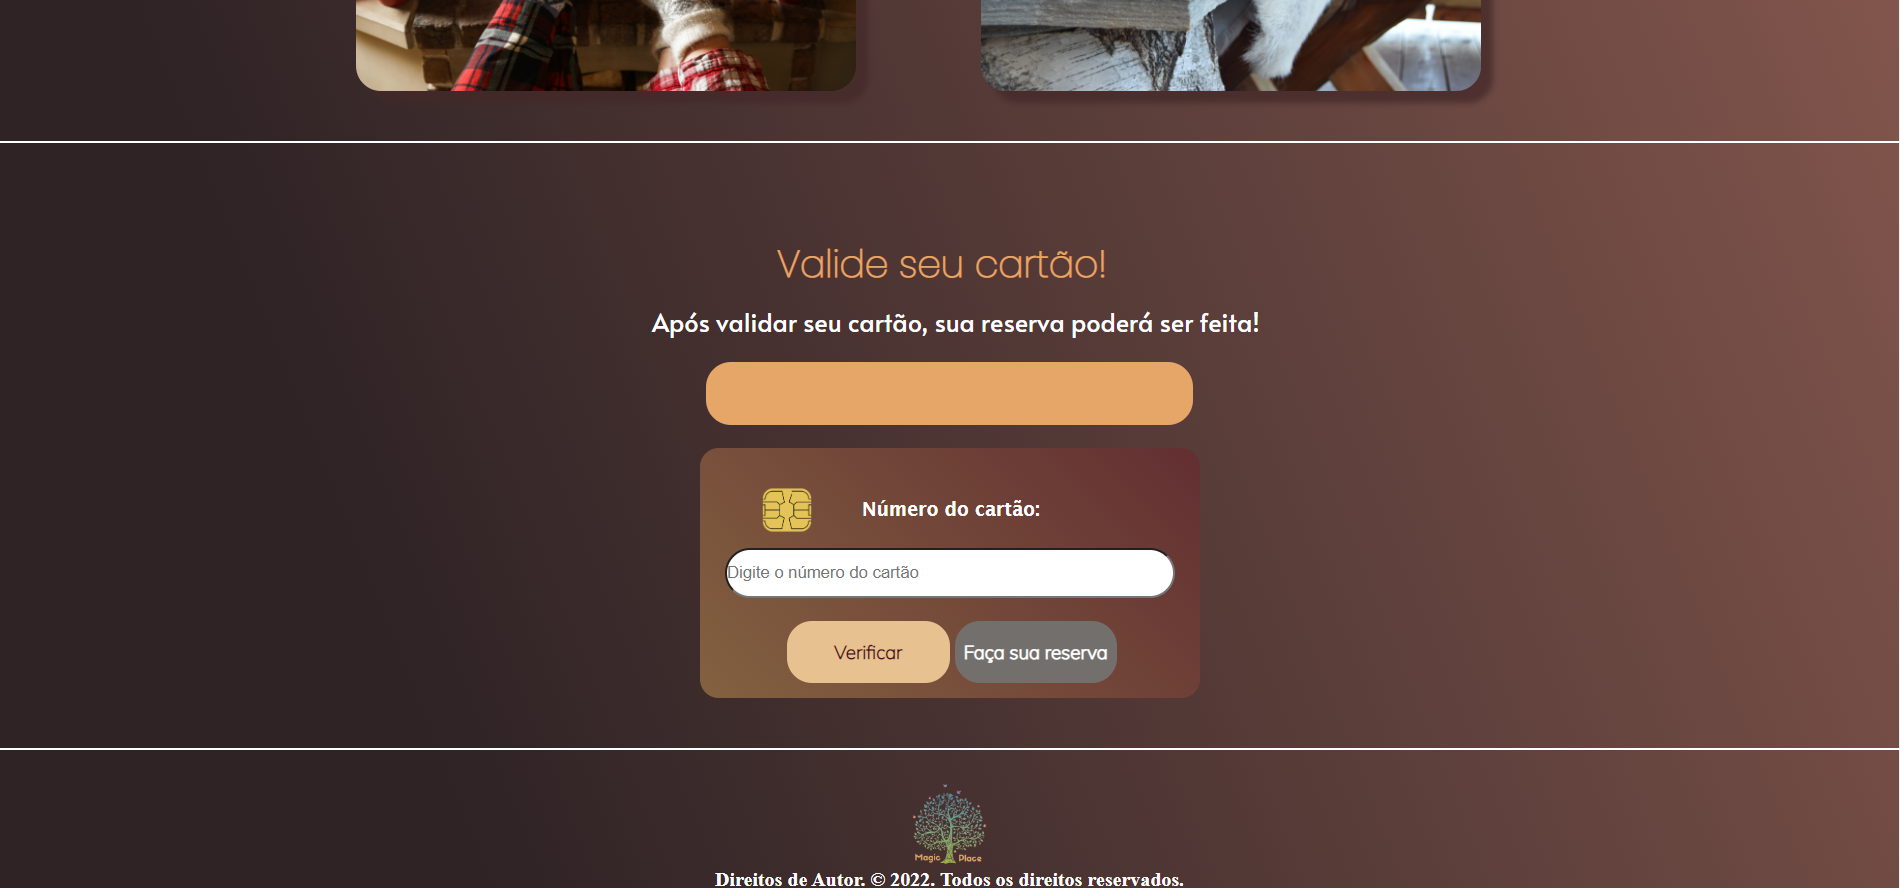 Valide seu cartão!
Após validar seu cartão, sua reserva poderá ser feita!
Número do cartão:
Digite o número do cartão
Verificar
Faça sua reserva
Magic Place
Direitos de Autor. © 2022. Todos os direitos reservados.